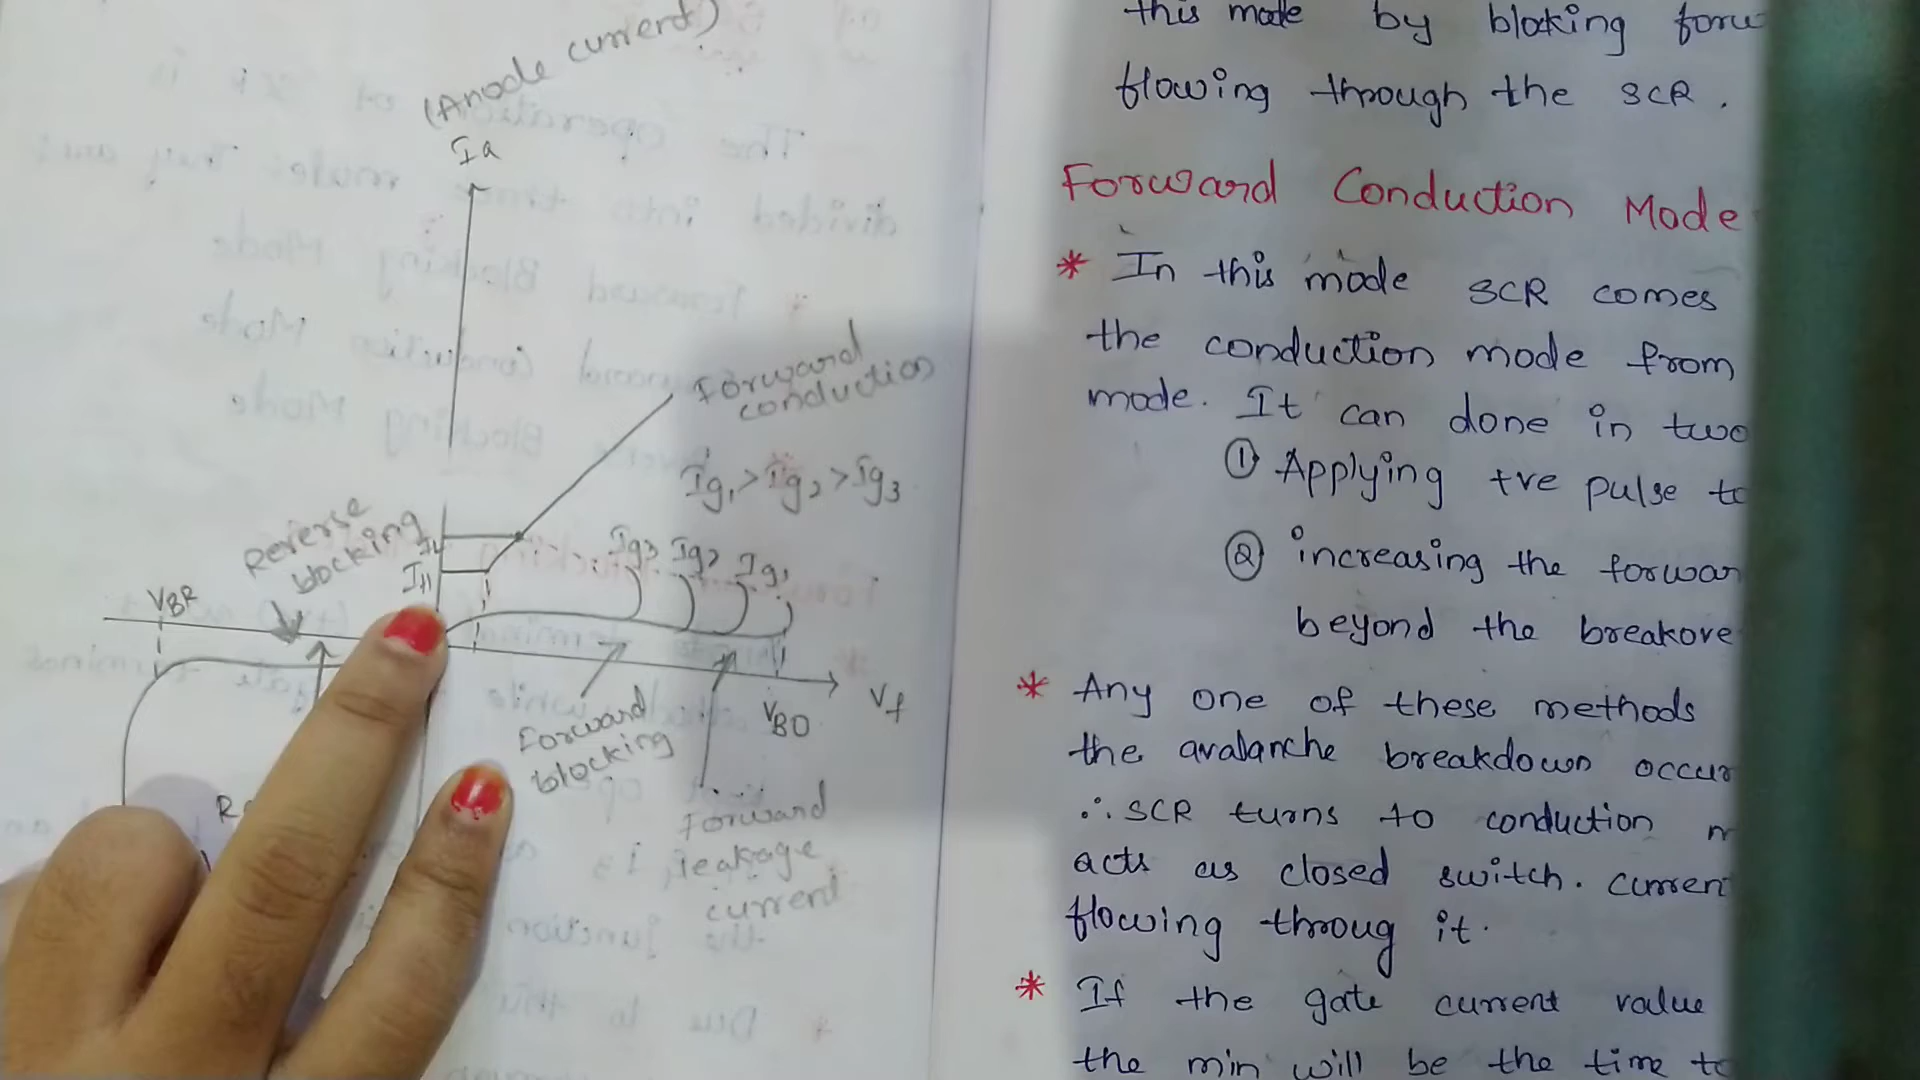 (Anode current)
Ia
Forward
conduction
Ig1 > Ig2 > Ig3
Reverse
blocking
IL
IH
Ig3 Ig2 Ig1
VBR
Vf
VBO
Forward
blocking
Forward
leakage
current
this mode by blocking forw
flowing through the SCR.
Forward Conduction Mode
* In this mode SCR comes
the conduction mode from
mode. It can done in two
① Applying +ve pulse to
② increasing the forwar
beyond the breakove
* Any one of these methods
the avalanche breakdown occur
∴ SCR turns to conduction m
acts as closed switch. curren
flowing throug it.
* If the gate current value
the min will be the time to